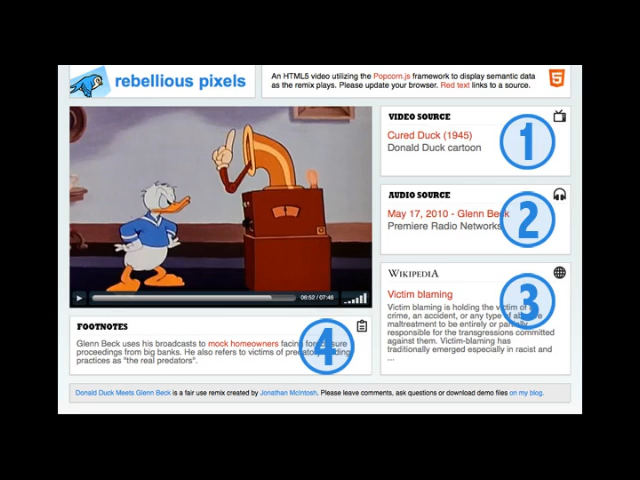 rebellious pixels
An HTML5 video utilizing the Popcorn.js framework to display semantic data
as the remix plays. Please update your browser. Red text links to a source.
5
VIDEO SOURCE
Cured Duck (1945)
Donald Duck cartoon
1
AUDIO SOURCE
May 17, 2010 - Glenn Beck
Premiere Radio Networks
2
WIKIPEDIA
Victim blaming
Victim blaming is holding the victim of
crime, an accident, or any type of
maltreatment to be entirely or partially
responsible for the transgressions committed
against them. Victim-blaming has
traditionally emerged especially in racist and
...
3
06:52 / 07:46
FOOTNOTES
Glenn Beck uses his broadcasts to mock homeowners facing foreclosure
proceedings from big banks. He also refers to victims of predatory lending
practices as "the real predators".
4
Donald Duck Meets Glenn Beck is a fair use remix created by Jonathan McIntosh. Please leave comments, ask questions or download demo files on my blog.